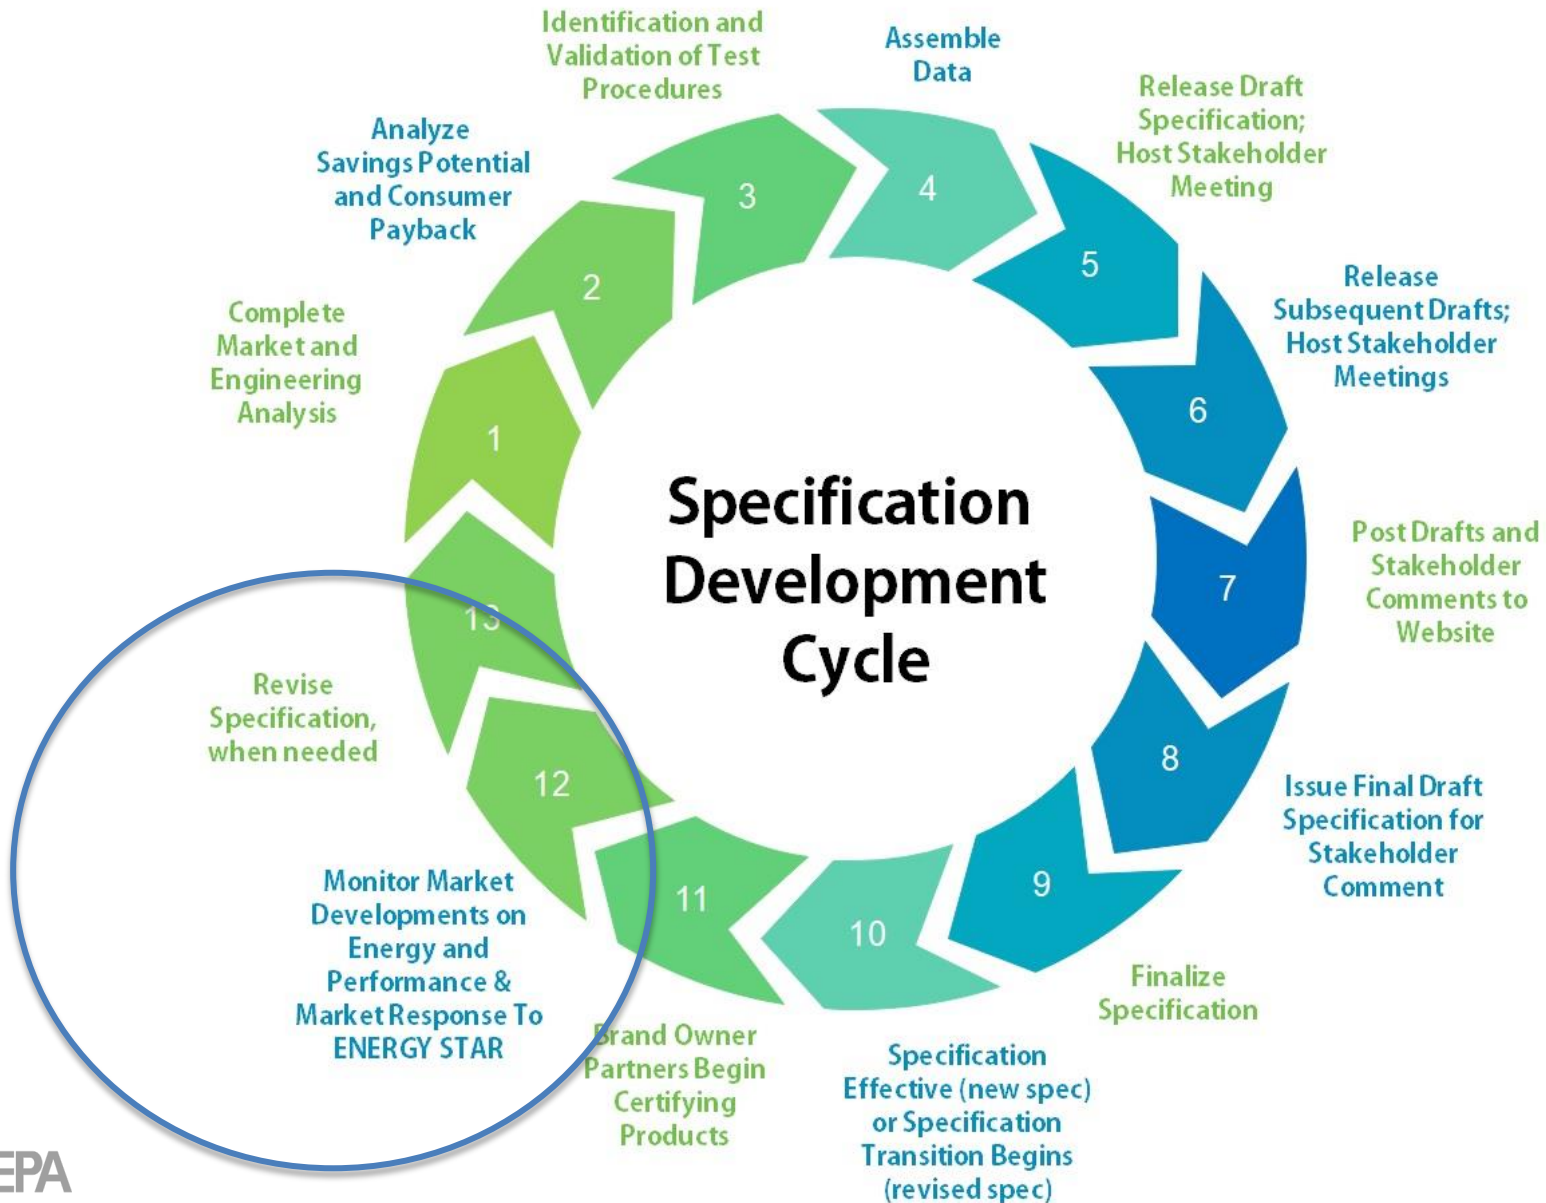 Specification
Development
Cycle
1
Complete
Market and
Engineering
Analysis
2
Analyze
Savings Potential
and Consumer
Payback
3
Identification and
Validation of Test
Procedures
4
Assemble
Data
5
Release Draft
Specification;
Host Stakeholder
Meeting
6
Release
Subsequent Drafts;
Host Stakeholder
Meetings
7
Post Drafts and
Stakeholder
Comments to
Website
8
Issue Final Draft
Specification for
Stakeholder
Comment
9
Finalize
Specification
10
Specification
Effective (new spec)
or Specification
Transition Begins
(revised spec)
11
Brand Owner
Partners Begin
Certifying
Products
12
Monitor Market
Developments on
Energy and
Performance &
Market Response To
ENERGY STAR
13
Revise
Specification,
when needed
EPA